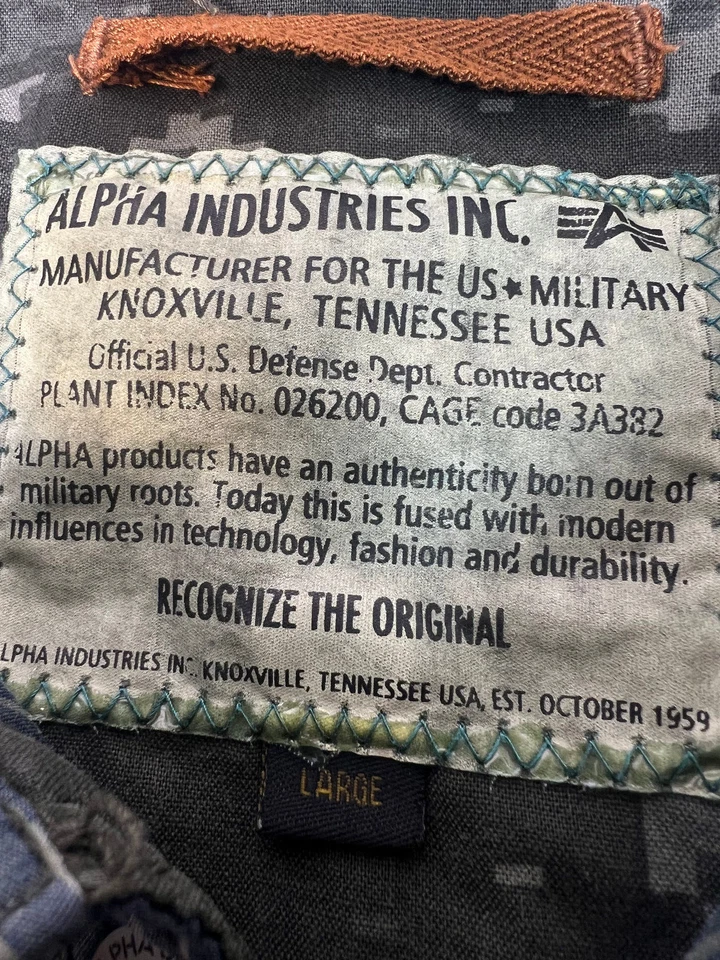 ALPHA INDUSTRIES INC.
MANUFACTURER FOR THE US★MILITARY
KNOXVILLE, TENNESSEE USA
Official U.S. Defense Dept. Contractor
PLANT INDEX No. 026200, CAGE code 3A382
ALPHA products have an authenticity born out of
military roots. Today this is fused with modern
influences in technology, fashion and durability.
RECOGNIZE THE ORIGINAL
LPHA INDUSTRIES INC. KNOXVILLE, TENNESSEE USA, EST. OCTOBER 1959
LARGE
ALPHA